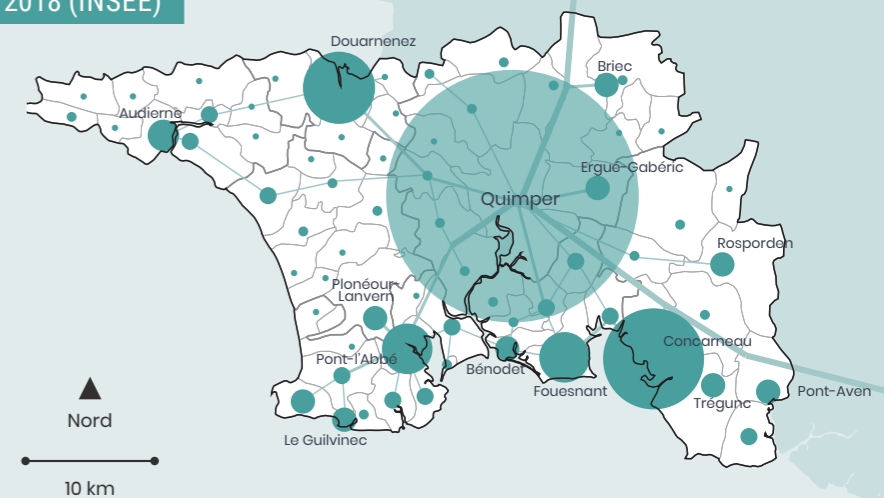 2018 (INSEE)
Douarnenez
Briec
Audierne
Ergué-Gabéric
Quimper
Rosporden
Plonéour-
Lanvern
Concarneau
Pont-l'Abbé
Bénodet
Fouesnant
Trégunc
Pont-Aven
Nord
Le Guilvinec
10 km